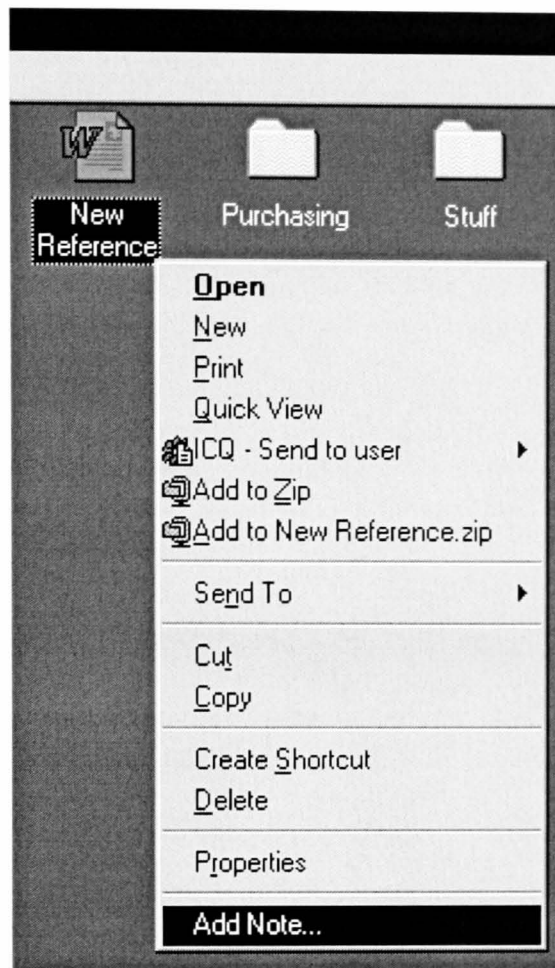 New Purchasing Stuff
Reference
Open
New
Print
Quick View
ICQ - Send to user
Add to Zip
Add to New Reference.zip
Send To
Cut
Copy
Create Shortcut
Delete
Properties
Add Note...